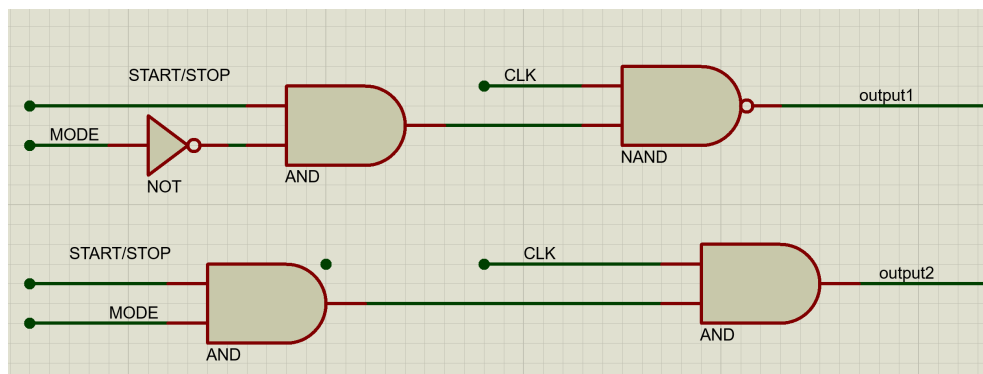 START/STOP
CLK
output1
MODE
NAND
AND
NOT
START/STOP
CLK
output2
MODE
AND
AND